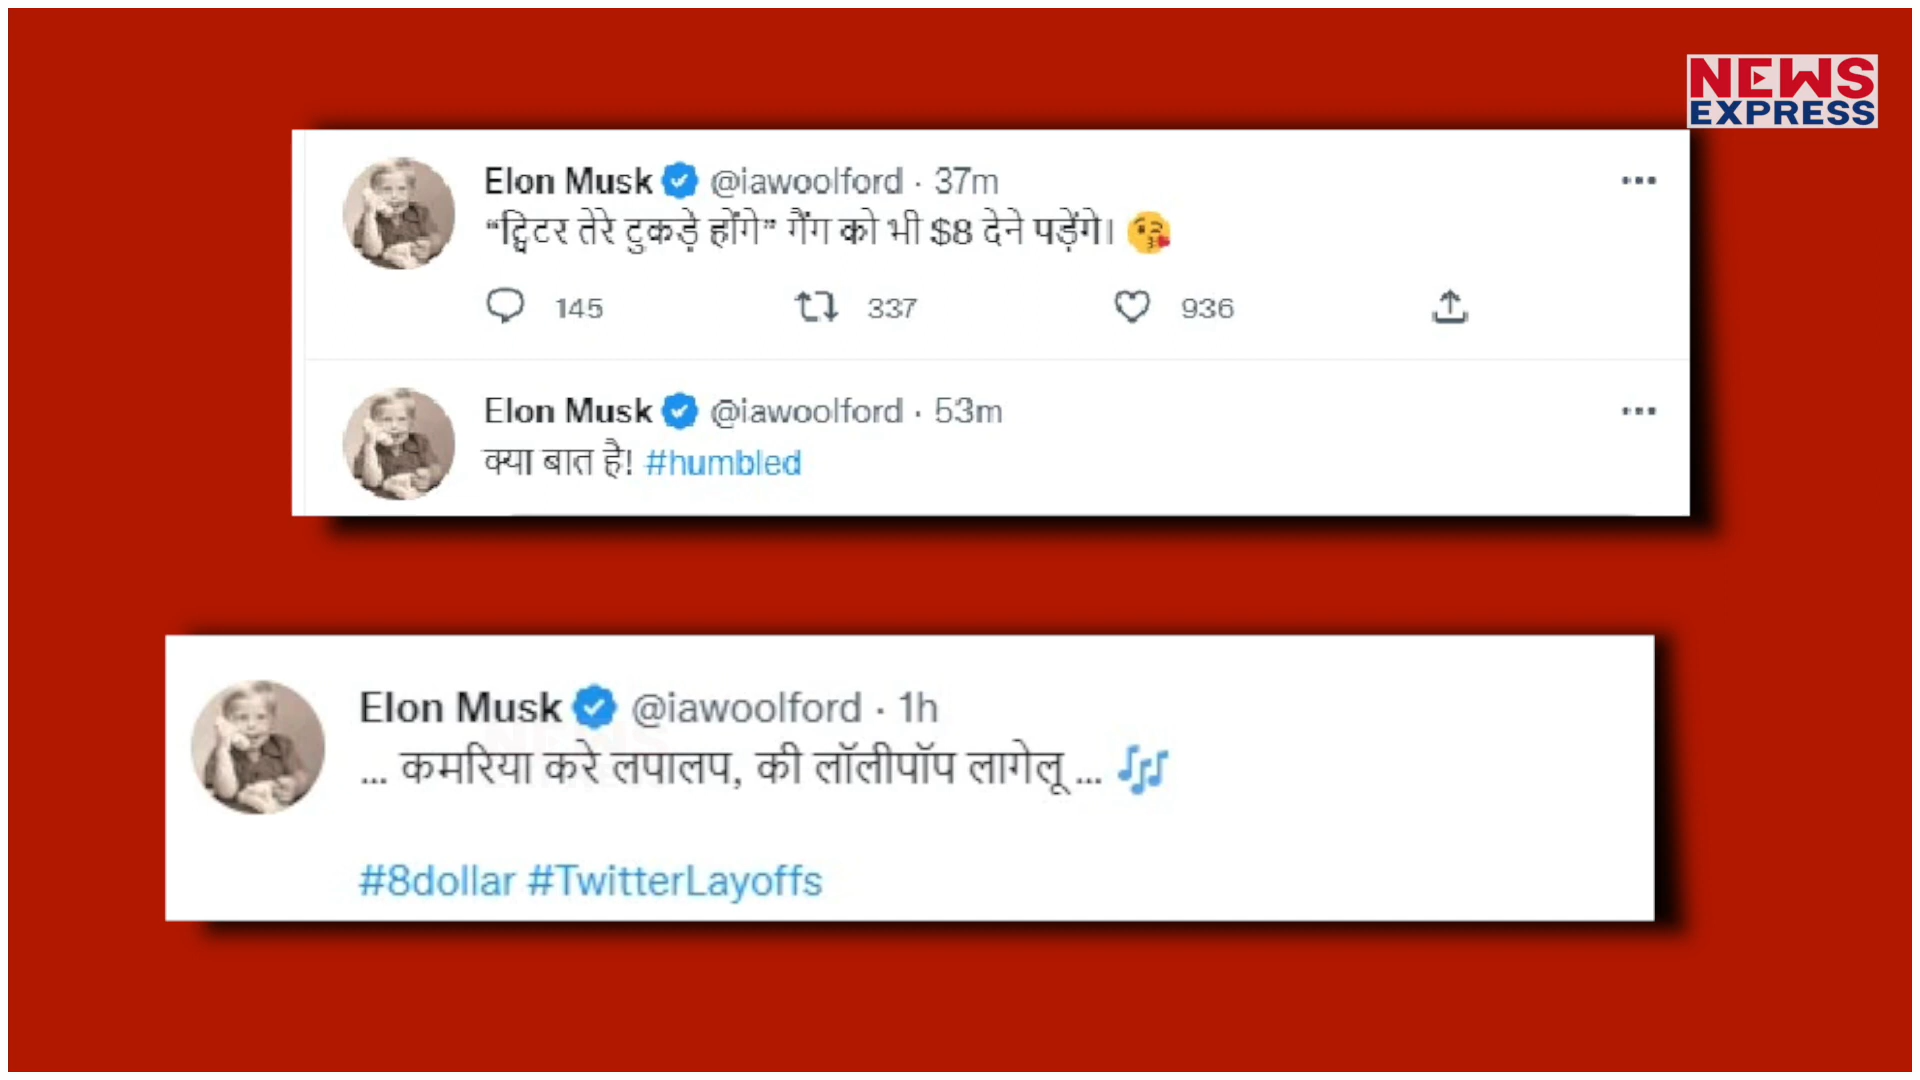 NEWS
EXPRESS
Elon Musk @iawoolford · 37m
“ट्विटर तेरे टुकड़े होंगे” गैंग को भी $8 देने पड़ेंगे। 😘
145 337 936
Elon Musk @iawoolford · 53m
क्या बात है! #humbled
Elon Musk @iawoolford · 1h
... कमरिया करे लपालप, की लॉलीपॉप लागेलू ... 🎶
#8dollar #TwitterLayoffs